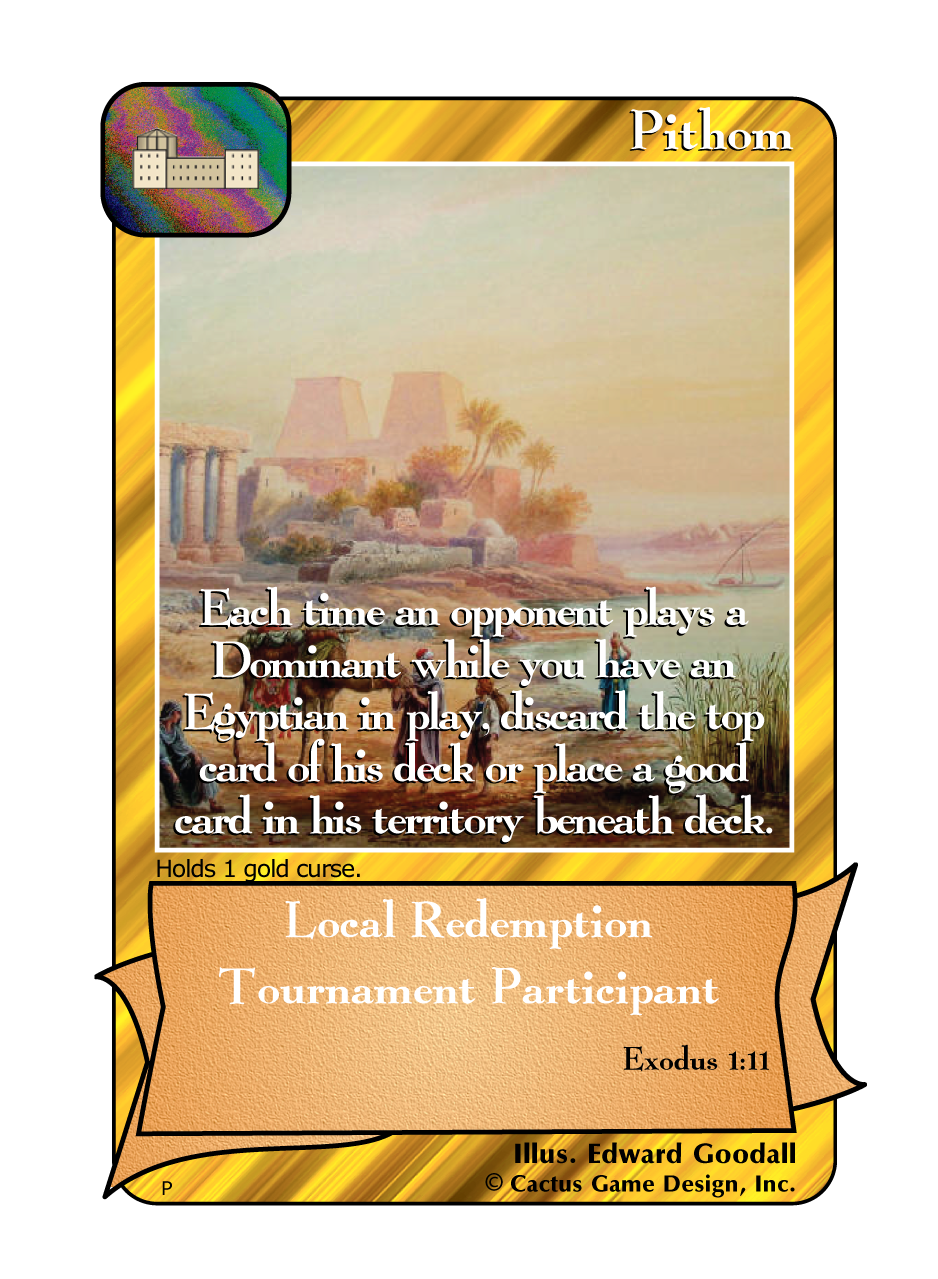 Pithom
Each time an opponent plays a
Dominant while you have an
Egyptian in play, discard the top
card of his deck or place a good
card in his territory beneath deck.
Holds 1 gold curse.
Local Redemption
Tournament Participant
Exodus 1:11
Illus. Edward Goodall
P
© Cactus Game Design, Inc.